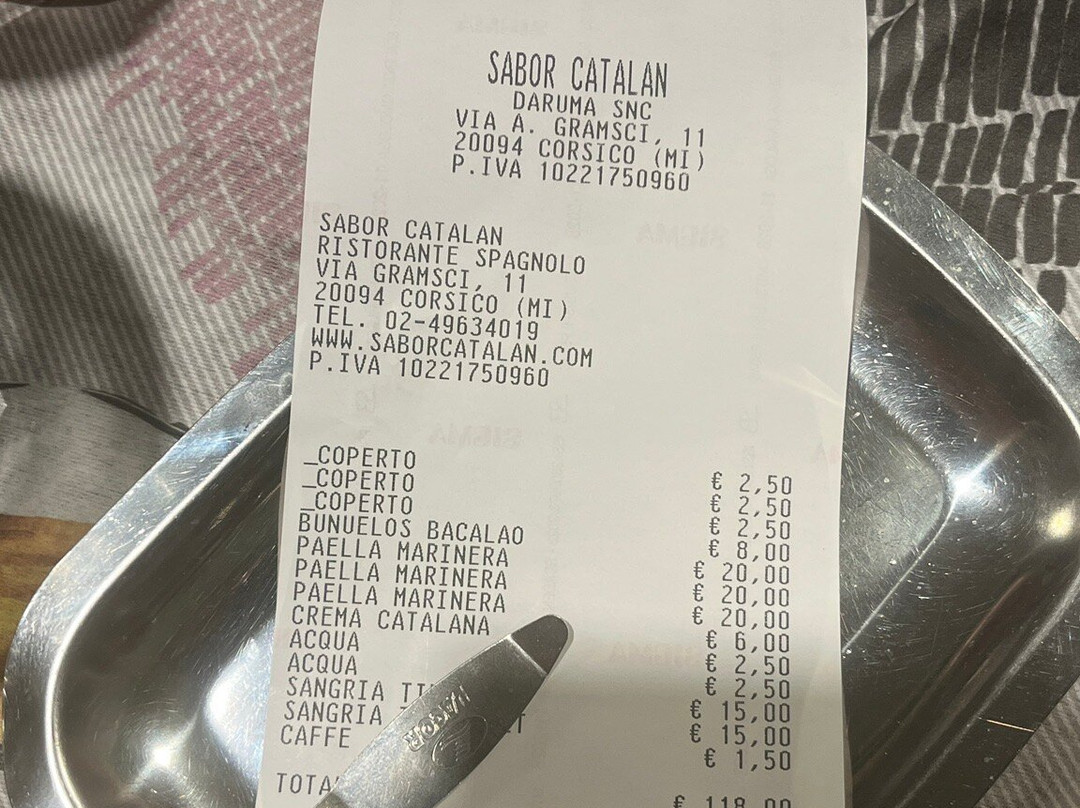 SABOR CATALAN
DARUMA SNC
VIA A. GRAMSCI, 11
20094 CORSICO (MI)
P.IVA 10221750960
SABOR CATALAN
RISTORANTE SPAGNOLO
VIA GRAMSCI, 11
20094 CORSICO (MI)
TEL. 02-49634019
WWW.SABORCATALAN.COM
P.IVA 10221750960
_COPERTO € 2,50
_COPERTO € 2,50
_COPERTO € 2,50
BUNUELOS BACALAO € 8,00
PAELLA MARINERA € 20,00
PAELLA MARINERA € 20,00
PAELLA MARINERA € 20,00
CREMA CATALANA € 6,00
ACQUA € 2,50
ACQUA € 2,50
SANGRIA € 15,00
SANGRIA € 15,00
CAFFE € 1,50
€ 118,00